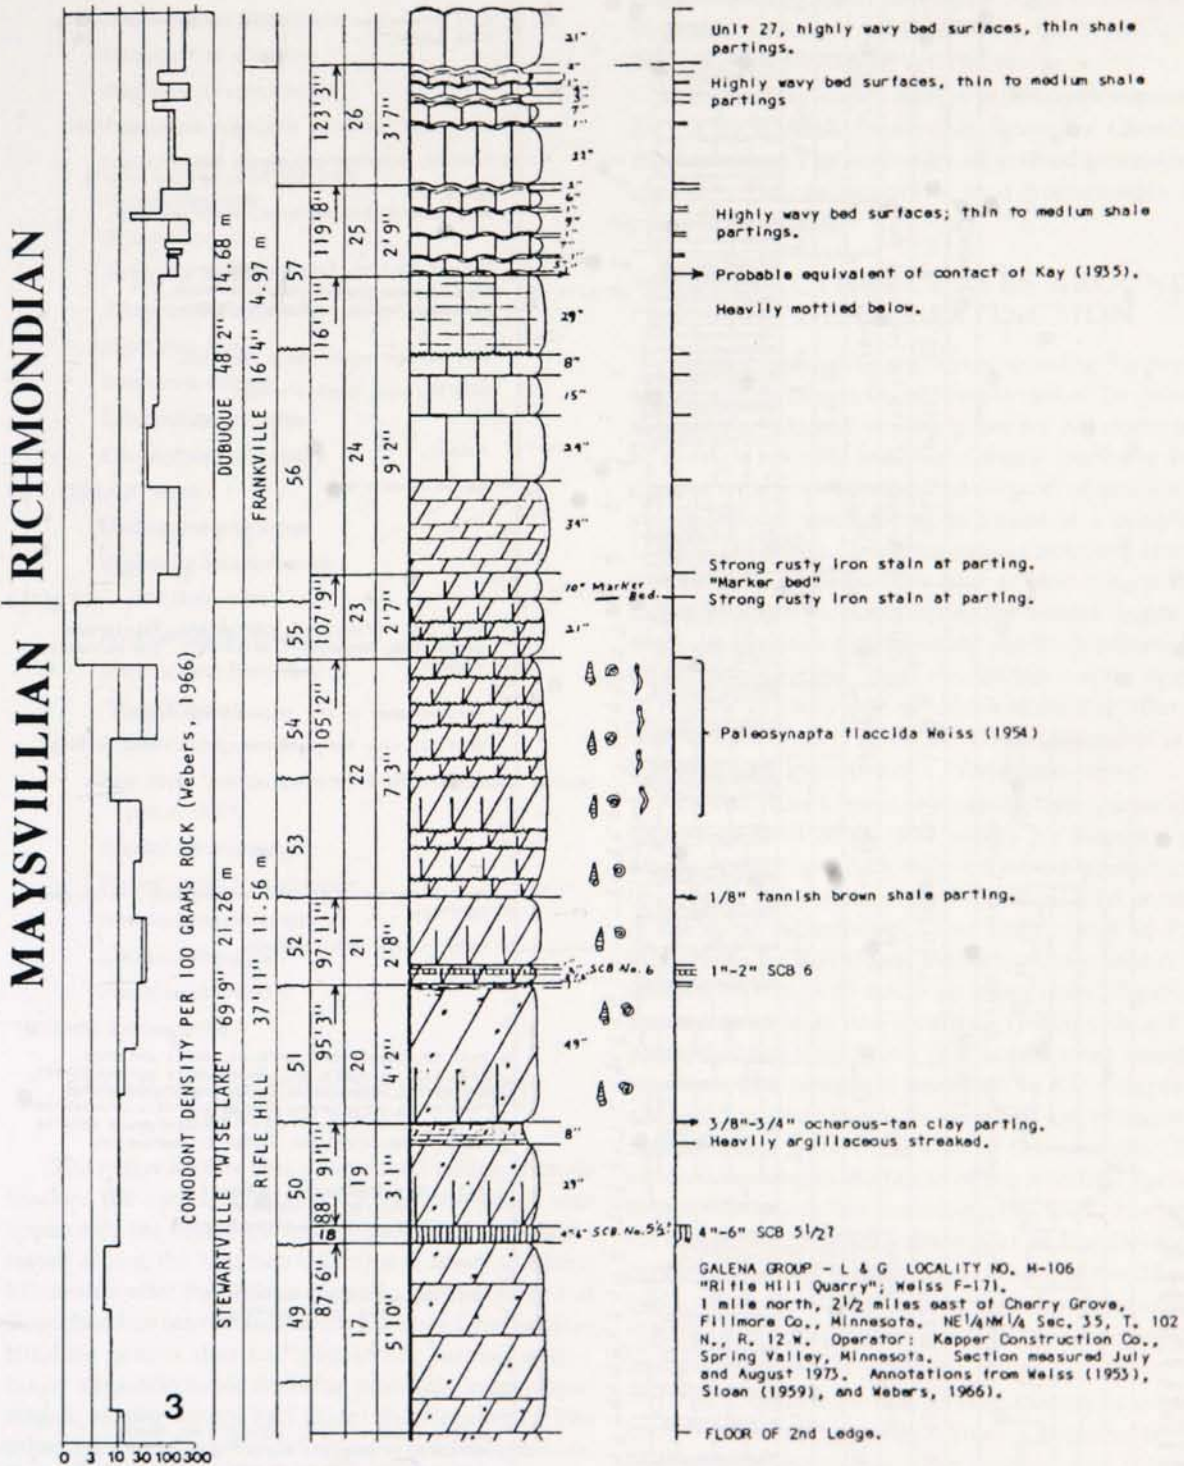 RICHMONDIAN
MAYSVILLIAN
CONODONT DENSITY PER 100 GRAMS ROCK (Webers, 1966)
0 3 10 30 100 300
3
DUBUQUE 48'2" 14.68 m
STEWARTVILLE "WISE LAKE" 69'9" 21.26 m
FRANKVILLE 16'4" 4.97 m
RIFLE HILL 37'11" 11.56 m
57
56
55
54
53
52
51
50
49
123'3"
119'8"
116'11"
107'9"
105'2"
97'11"
95'3"
91'1"
88'
87'6"
26
25
24
23
22
21
20
19
18
17
3'7"
2'9"
9'2"
2'7"
7'3"
2'8"
4'2"
3'1"
5'10"
21"
22"
29"
8"
15"
10" Marker Bed.
21"
SCB No. 6
49"
8"
29"
4"-6" SCB No. 5½?
Unit 27, highly wavy bed surfaces, thin shale
partings.
Highly wavy bed surfaces, thin to medium shale
partings
Highly wavy bed surfaces; thin to medium shale
partings.
Probable equivalent of contact of Kay (1935).
Heavily mottled below.
Strong rusty iron stain at parting.
"Marker bed"
Strong rusty iron stain at parting.
Paleosynapta flaccida Weiss (1954)
1/8" tannish brown shale parting.
1"-2" SCB 6
3/8"-3/4" ocherous-tan clay parting.
Heavily argillaceous streaked.
4"-6" SCB 5 1/2?
GALENA GROUP - L & G LOCALITY NO. M-106
"Rifle Hill Quarry"; Weiss F-171.
1 mile north, 2 1/2 miles east of Cherry Grove,
Fillmore Co., Minnesota. NE 1/4 NW 1/4 Sec. 35, T. 102
N., R. 12 W. Operator: Kapper Construction Co.,
Spring Valley, Minnesota. Section measured July
and August 1973. Annotations from Weiss (1953),
Sloan (1959), and Webers, 1966).
FLOOR OF 2nd Ledge.